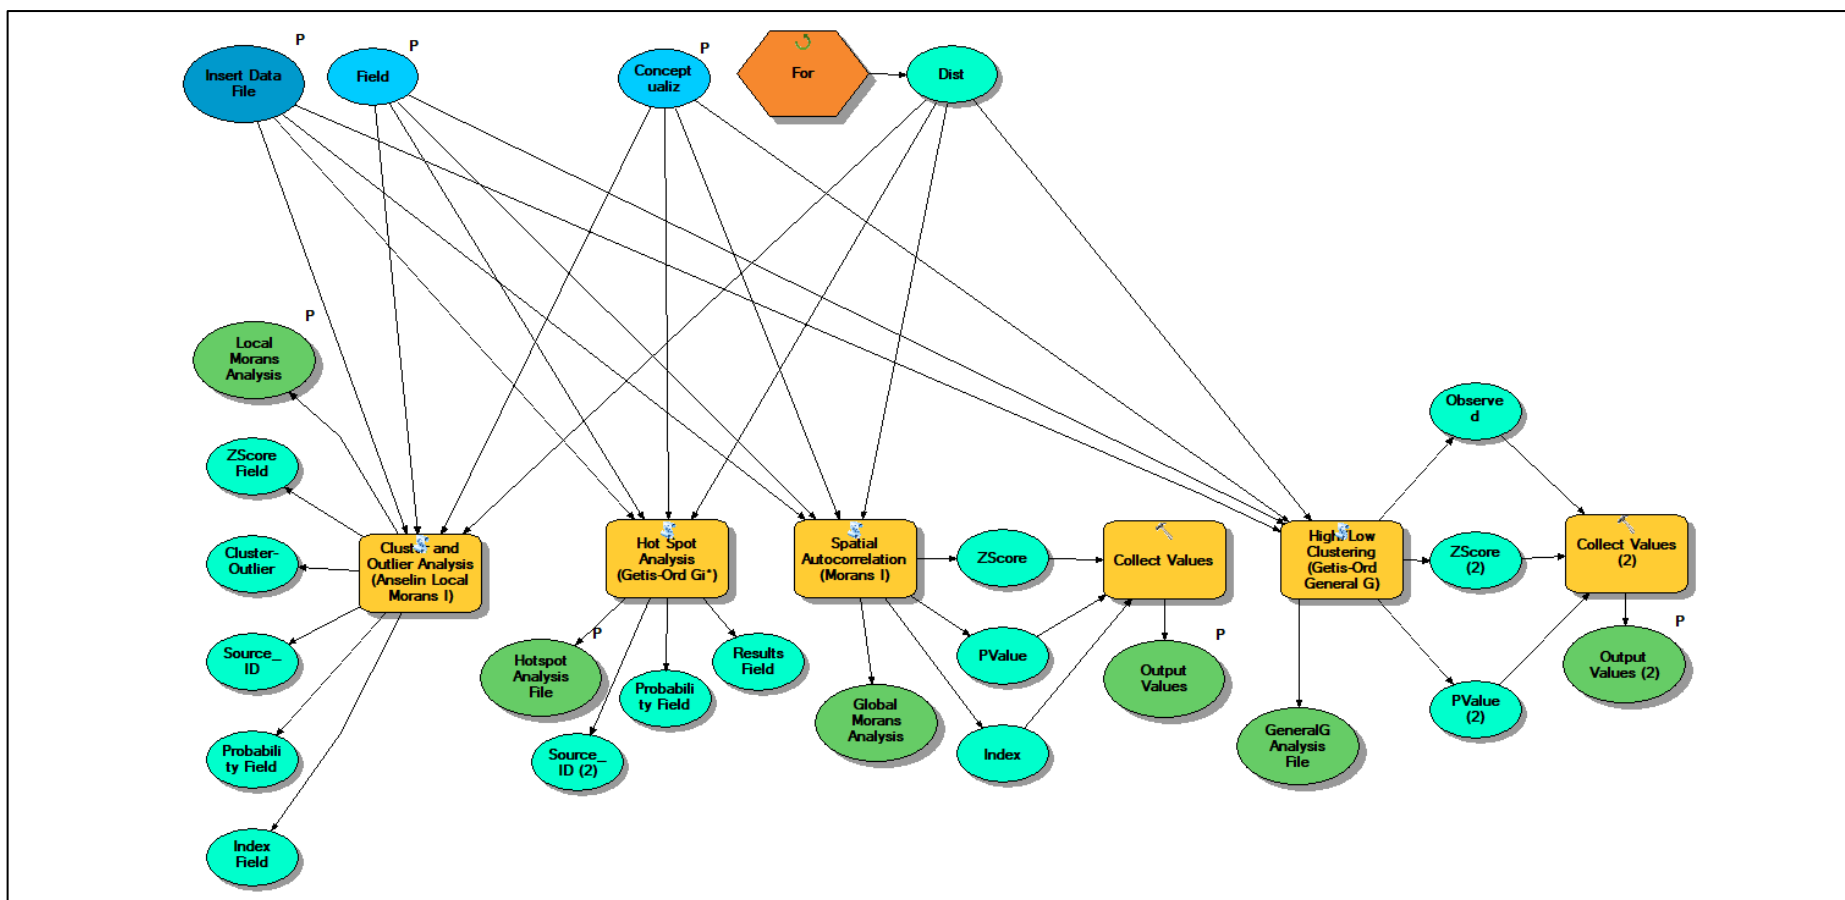 P
P
P
Insert Data
File
Field
Concept
ualiz
For
Dist
P
Local
Morans
Analysis
ZScore
Field
Cluster-
Outlier
Source_
ID
Probabili
ty Field
Index
Field
Cluster and
Outlier Analysis
(Anselin Local
Morans I)
Hot Spot
Analysis
(Getis-Ord Gi*)
P
Hotspot
Analysis
File
Source_
ID (2)
Probabili
ty Field
Results
Field
Spatial
Autocorrelation
(Morans I)
Global
Morans
Analysis
ZScore
PValue
Index
Collect Values
P
Output
Values
High/Low
Clustering
(Getis-Ord
General G)
GeneralG
Analysis
File
Observe
d
ZScore
(2)
PValue
(2)
Collect Values
(2)
P
Output
Values (2)